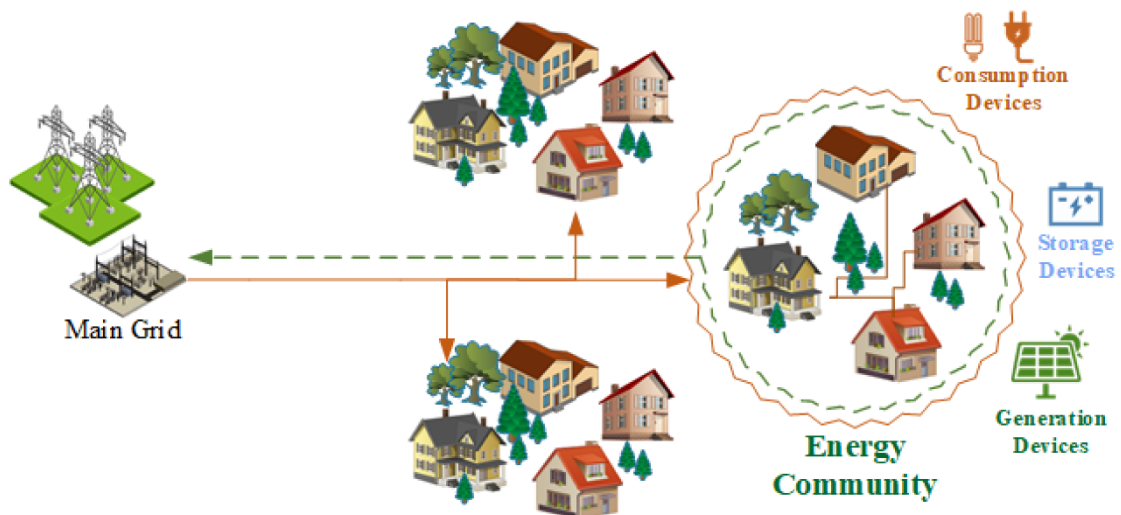 Consumption
Devices
Storage
Devices
Main Grid
Generation
Devices
Energy
Community